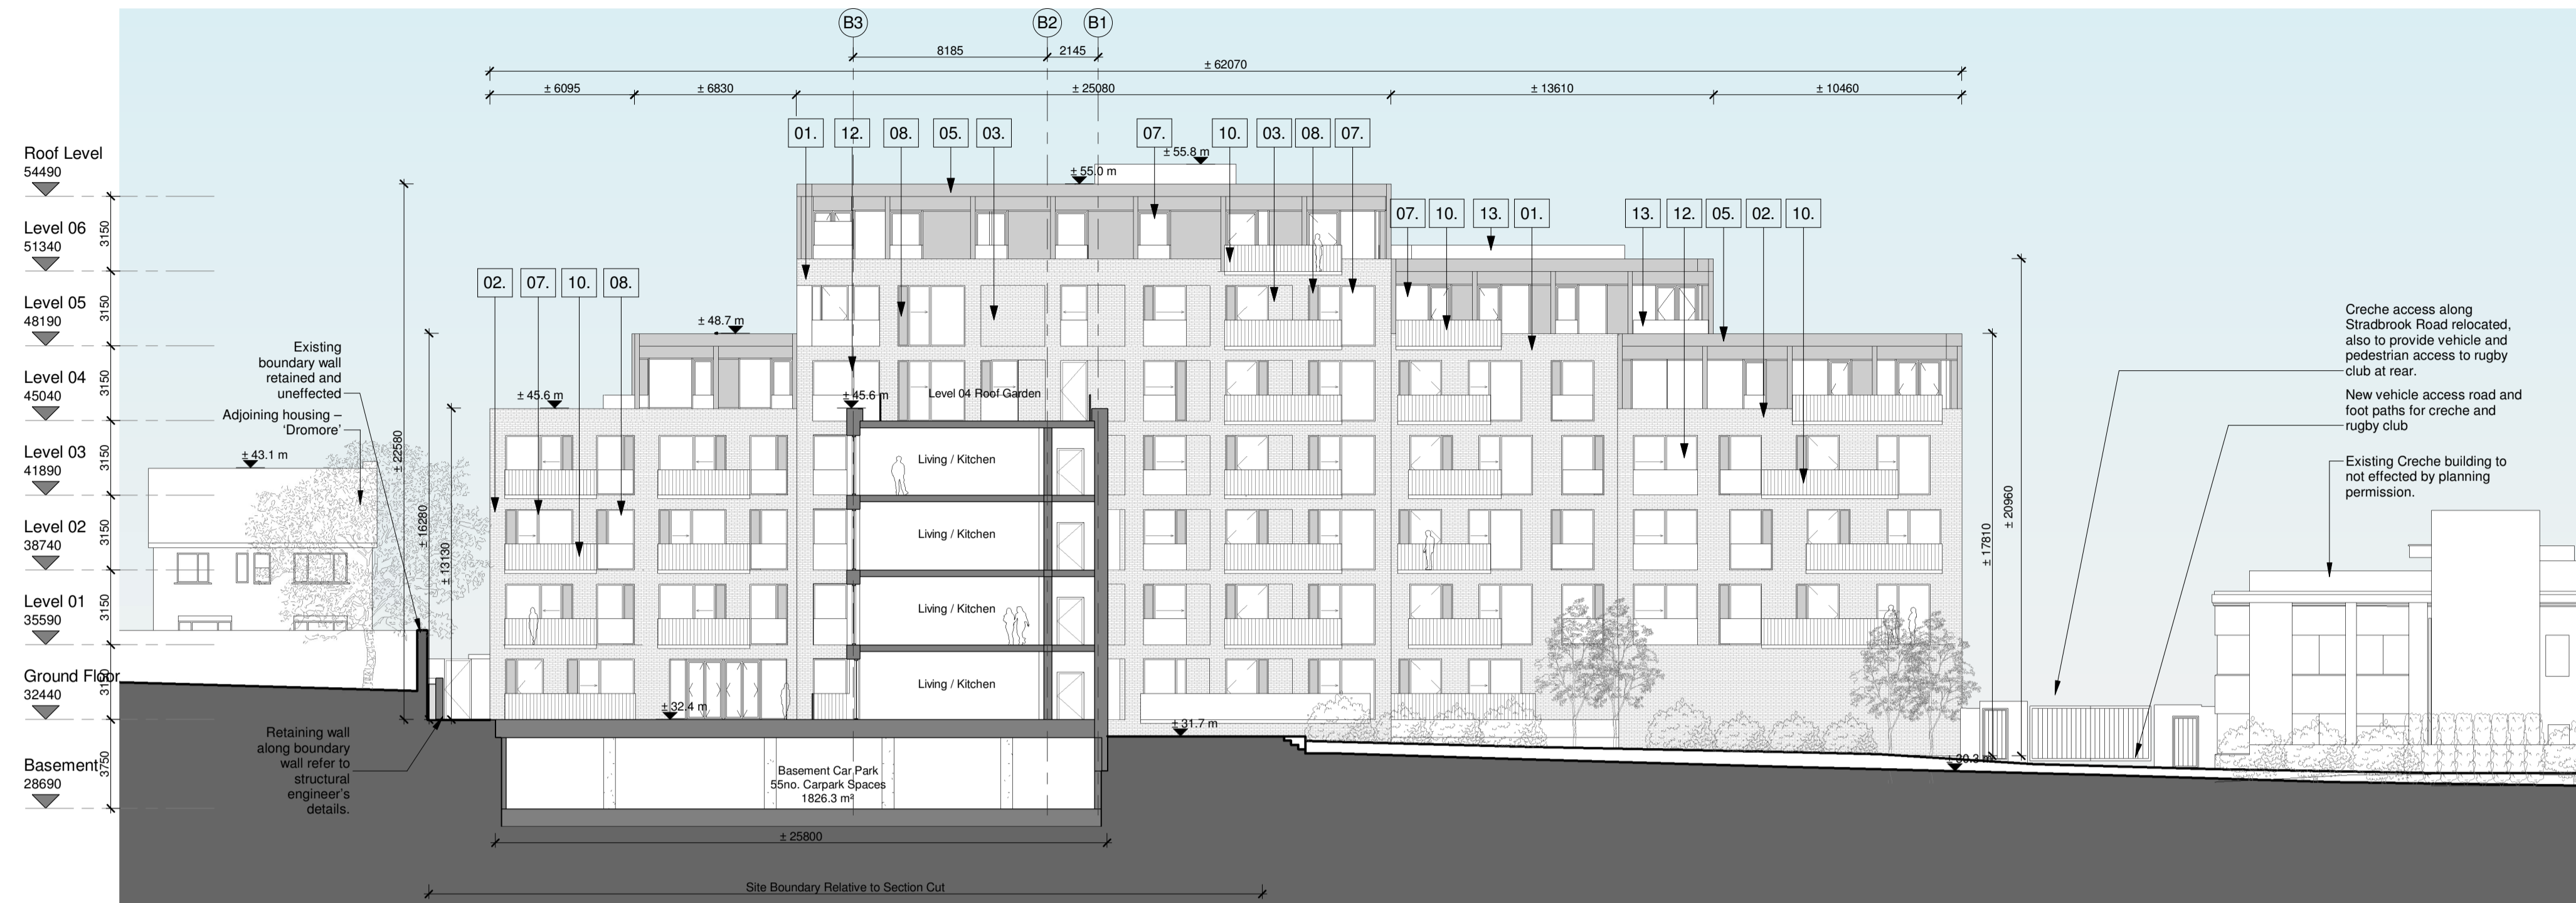 B3
B2
B1
8185
2145
± 62070
± 6095
± 6830
± 25080
± 13610
± 10460
01.
12.
08.
05.
03.
07.
10.
03.
08.
07.
Roof Level
54490
± 55.8 m
± 55.0 m
Level 06
51340
3150
07.
10.
13.
01.
13.
12.
05.
02.
10.
02.
07.
10.
08.
Level 05
48190
3150
± 48.7 m
Creche access along
Stradbrook Road relocated,
also to provide vehicle and
pedestrian access to rugby
club at rear.
Existing
boundary wall
retained and
uneffected
Level 04
45040
3150
± 45.6 m
± 45.6 m
Level 04 Roof Garden
New vehicle access road and
foot paths for creche and
rugby club
Adjoining housing –
‘Dromore’
± 22580
Level 03
41890
3150
± 43.1 m
Living / Kitchen
Existing Creche building to
not effected by planning
permission.
± 16280
± 13130
± 17810
± 20960
Level 02
38740
3150
Living / Kitchen
Level 01
35590
3150
Living / Kitchen
Ground Floor
32440
3150
Living / Kitchen
± 32.4 m
± 31.7 m
Retaining wall
along boundary
wall refer to
structural
engineer’s
details.
Basement
28690
3750
± 30.3 m
Basement Car Park
55no. Carpark Spaces
1826.3 m²
± 25800
Site Boundary Relative to Section Cut